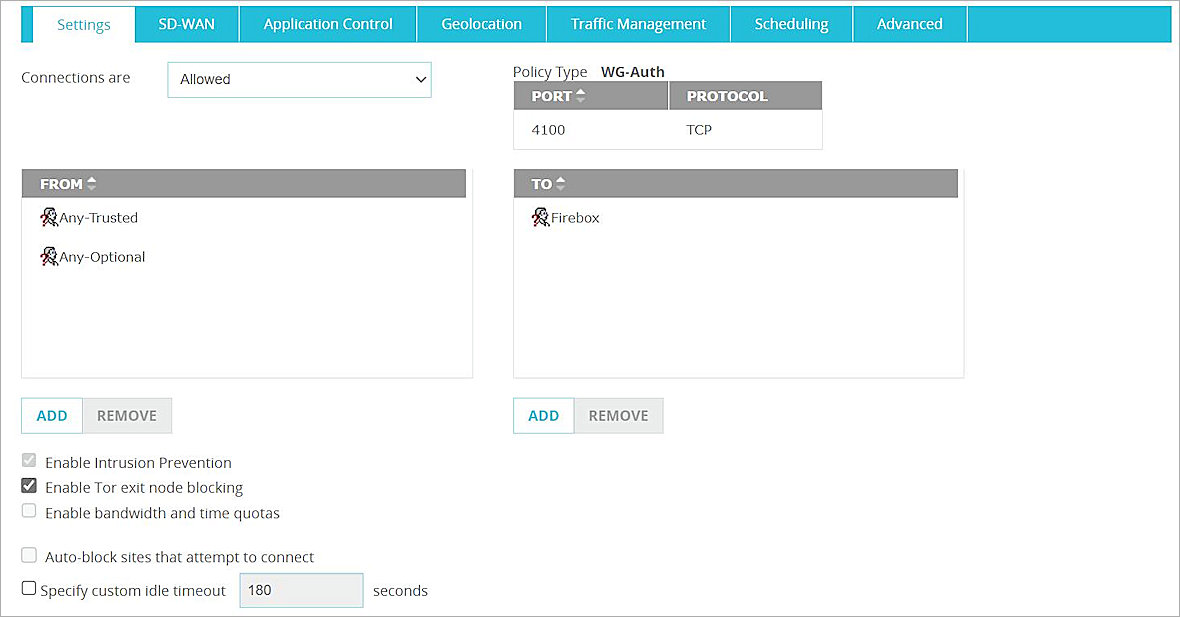 Settings SD-WAN Application Control Geolocation Traffic Management Scheduling Advanced
Connections are Allowed
Policy Type WG-Auth
PORT PROTOCOL
4100 TCP
FROM
Any-Trusted
Any-Optional
TO
Firebox
ADD REMOVE
ADD REMOVE
Enable Intrusion Prevention
Enable Tor exit node blocking
Enable bandwidth and time quotas
Auto-block sites that attempt to connect
Specify custom idle timeout 180 seconds